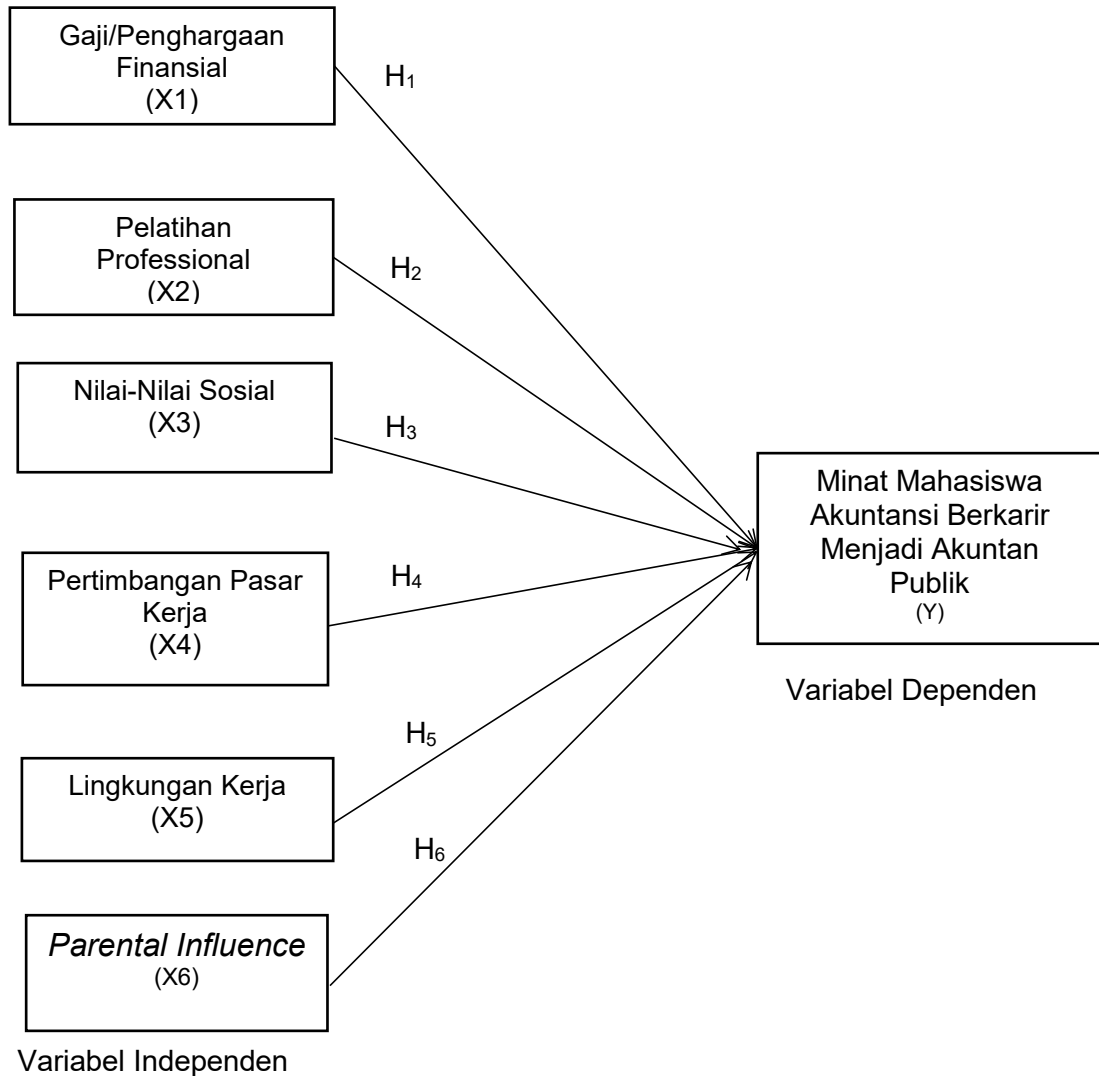 Gaji/Penghargaan
Finansial
(X1)
H₁
Pelatihan
Professional
(X2)
H₂
Nilai-Nilai Sosial
(X3)
H₃
Pertimbangan Pasar
Kerja
(X4)
H₄
Lingkungan Kerja
(X5)
H₅
Parental Influence
(X6)
H₆
Variabel Independen
Minat Mahasiswa
Akuntansi Berkarir
Menjadi Akuntan
Publik
(Y)
Variabel Dependen